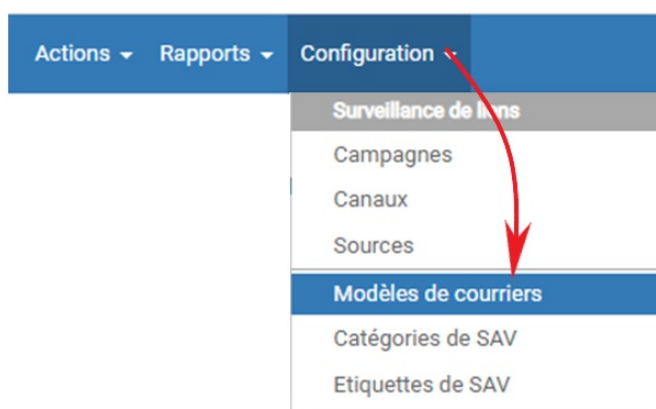 Actions Rapports Configuration
Surveillance de liens
Campagnes
Canaux
Sources
Modèles de courriers
Catégories de SAV
Etiquettes de SAV